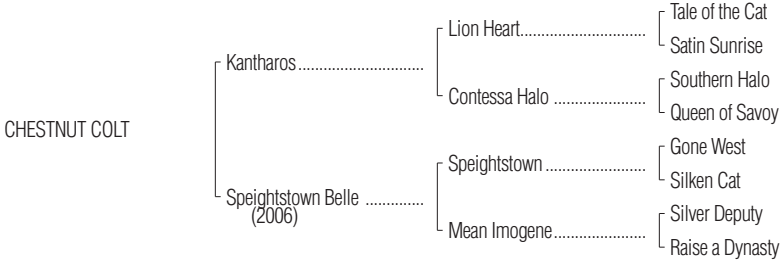 Tale of the Cat
Lion Heart..............................
Satin Sunrise
Kantharos..............................
Southern Halo
Contessa Halo ......................
Queen of Savoy
CHESTNUT COLT
Gone West
Speightstown ........................
Silken Cat
Speightstown Belle ..............
(2006)
Silver Deputy
Mean Imogene......................
Raise a Dynasty